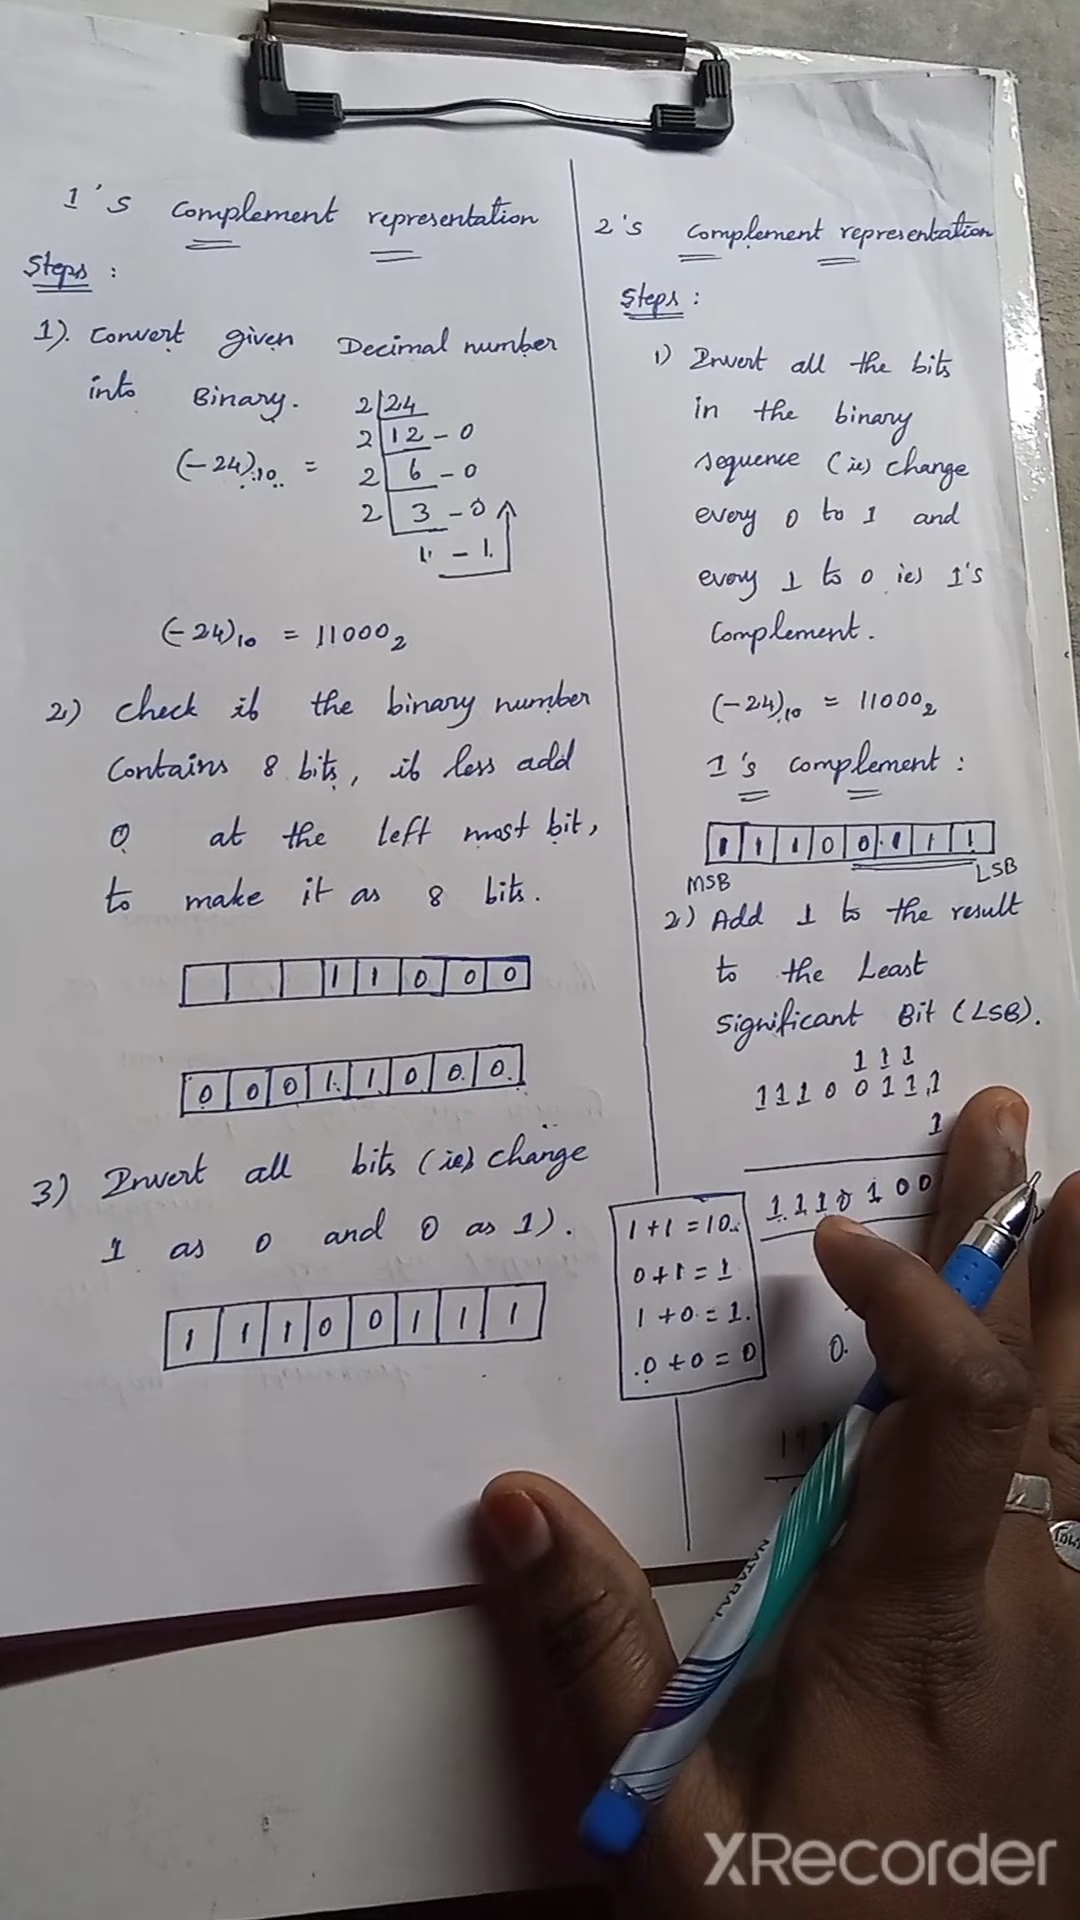 1's complement representation
Steps :
1). Convert given Decimal number
into Binary.
2 24
2 12 - 0
(-24)10 = 2 6 - 0
2 3 - 0
1 - 1
(-24)10 = 110002
2) Check if the binary number
contains 8 bits, if less add
0 at the left most bit,
to make it as 8 bits.
1 1 0 0 0
0 0 0 1 1 0 0 0
3) Invert all bits (ie) change
1 as 0 and 0 as 1).
1 1 1 0 0 1 1 1
2's complement representation
Steps :
1) Invert all the bits
in the binary
sequence (ie) change
every 0 to 1 and
every 1 to 0 ie) 1's
Complement.
(-24)10 = 110002
1's complement :
1 1 1 0 0 1 1 1
MSB LSB
2) Add 1 to the result
to the Least
Significant Bit (LSB).
1 1 1
1 1 1 0 0 1 1 1
1
1 1 1 0 1 0 0
1 + 1 = 10
0 + 1 = 1
1 + 0 = 1
0 + 0 = 0
0
NATARAJ
XRecorder